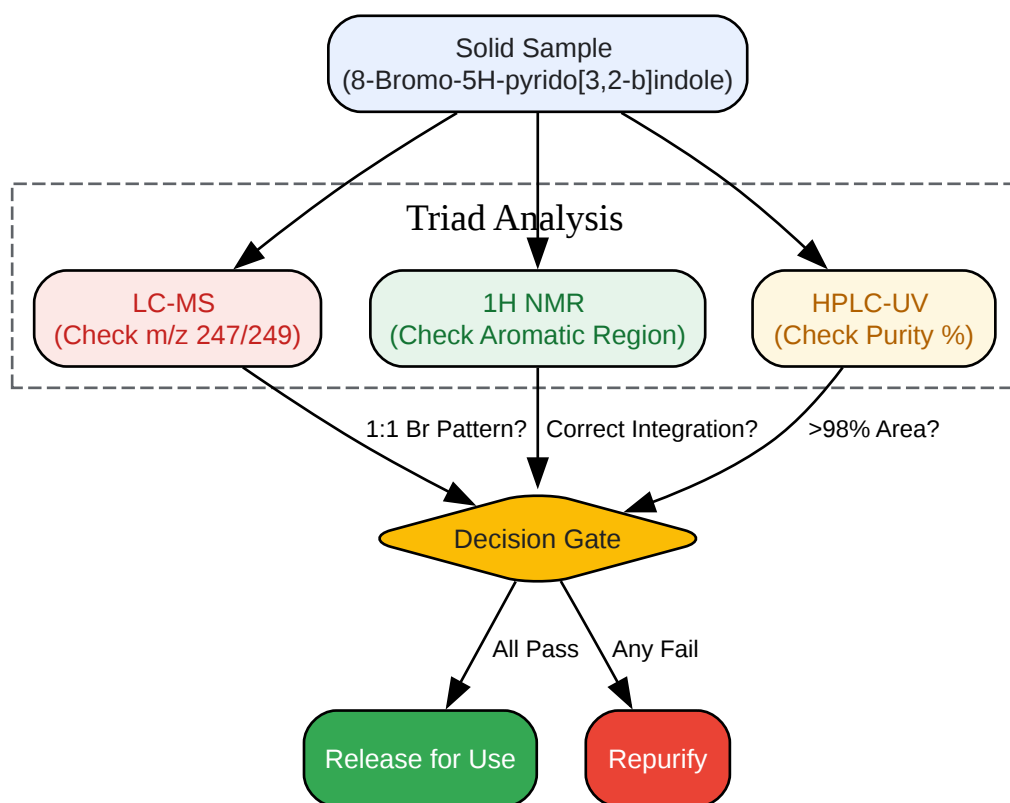 Solid Sample
(8-Bromo-5H-pyrido[3,2-b]indole)
Triad Analysis
LC-MS
(Check m/z 247/249)
1H NMR
(Check Aromatic Region)
HPLC-UV
(Check Purity %)
1:1 Br Pattern?
Correct Integration?
>98% Area?
Decision Gate
All Pass
Any Fail
Release for Use
Repurify